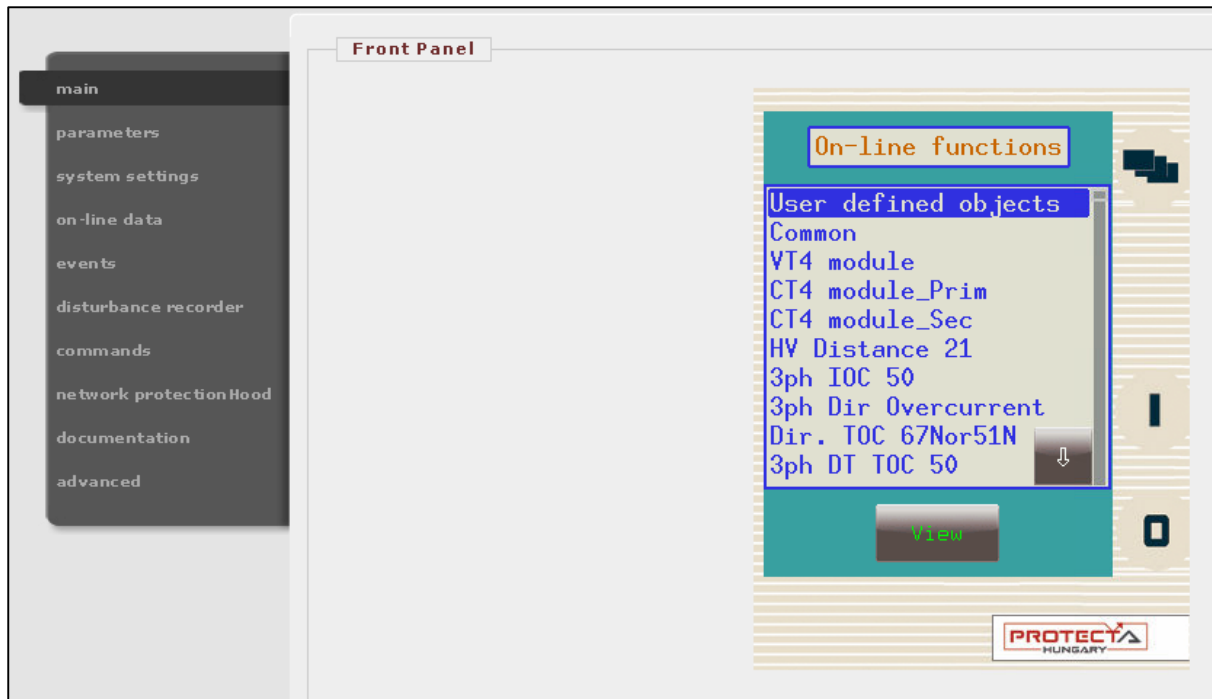 Front Panel
main
parameters
system settings
on-line data
events
disturbance recorder
commands
network protectionHood
documentation
advanced
On-line functions
User defined objects
Common
VT4 module
CT4 module_Prim
CT4 module_Sec
HV Distance 21
3ph IOC 50
3ph Dir Overcurrent
Dir. TOC 67Nor51N
3ph DT TOC 50
View
I
O
PROTECTA
HUNGARY